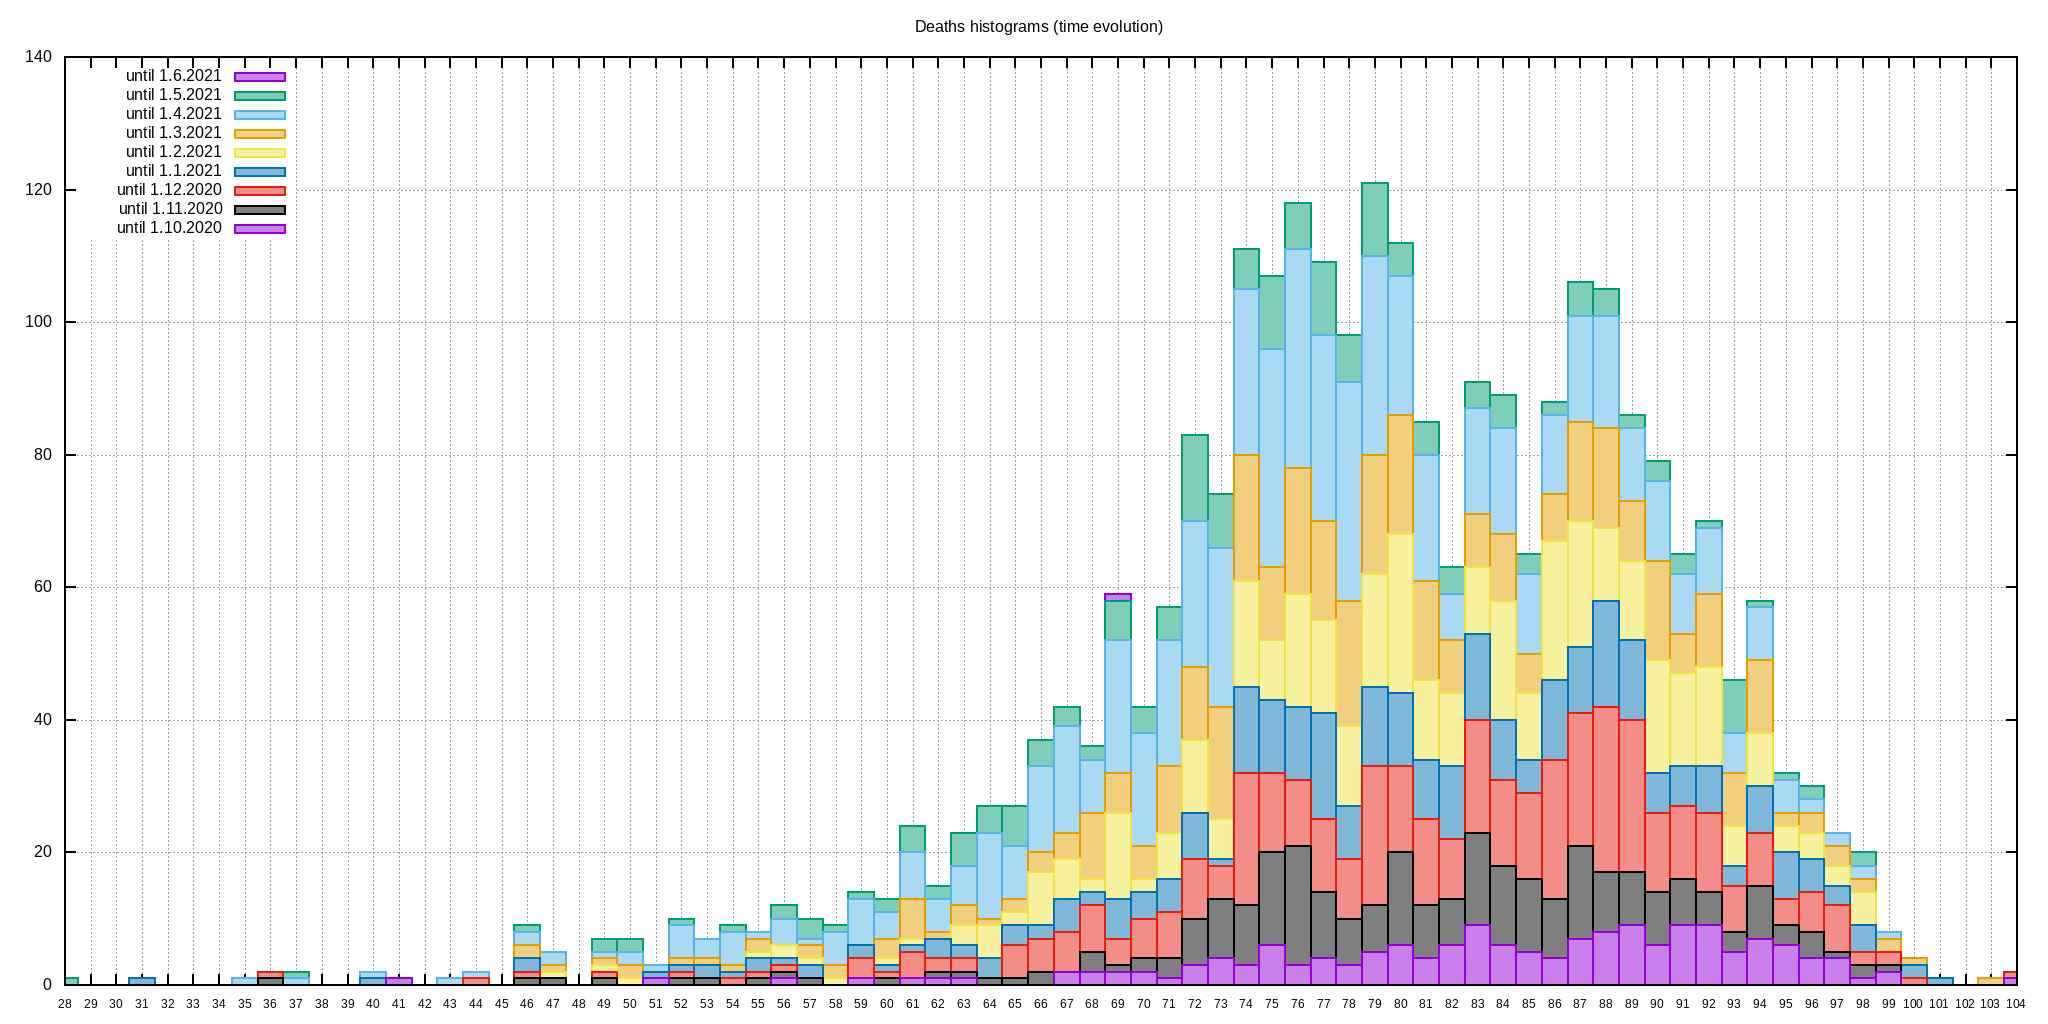 Deaths histograms (time evolution)
140
120
100
80
60
40
20
0
until 1.6.2021
until 1.5.2021
until 1.4.2021
until 1.3.2021
until 1.2.2021
until 1.1.2021
until 1.12.2020
until 1.11.2020
until 1.10.2020
28 29 30 31 32 33 34 35 36 37 38 39 40 41 42 43 44 45 46 47 48 49 50 51 52 53 54 55 56 57 58 59 60 61 62 63 64 65 66 67 68 69 70 71 72 73 74 75 76 77 78 79 80 81 82 83 84 85 86 87 88 89 90 91 92 93 94 95 96 97 98 99 100 101 102 103 104